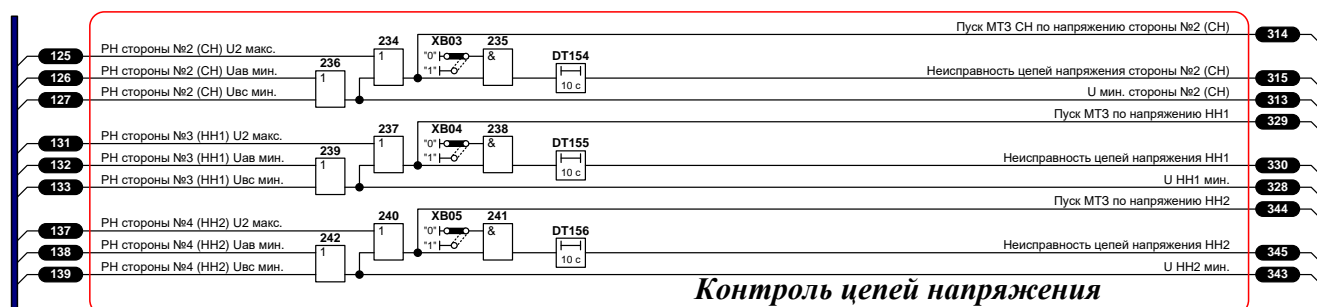 Пуск МТЗ СН по напряжению стороны №2 (СН) 314
234 XB03 235
125 РН стороны №2 (СН) U2 макс. 1 "0" & DT154
126 РН стороны №2 (СН) Uав мин. 236 "1" Неисправность цепей напряжения стороны №2 (СН) 315
1 10 с
127 РН стороны №2 (СН) Uвс мин. U мин. стороны №2 (СН) 313
Пуск МТЗ по напряжению НН1 329
237 XB04 238
131 РН стороны №3 (НН1) U2 макс. 1 "0" & DT155
132 РН стороны №3 (НН1) Uав мин. 239 "1" Неисправность цепей напряжения НН1 330
1 10 с
133 РН стороны №3 (НН1) Uвс мин. U НН1 мин. 328
Пуск МТЗ по напряжению НН2 344
240 XB05 241
137 РН стороны №4 (НН2) U2 макс. 1 "0" & DT156
138 РН стороны №4 (НН2) Uав мин. 242 "1" Неисправность цепей напряжения НН2 345
1 10 с
139 РН стороны №4 (НН2) Uвс мин. U НН2 мин. 343
Контроль цепей напряжения